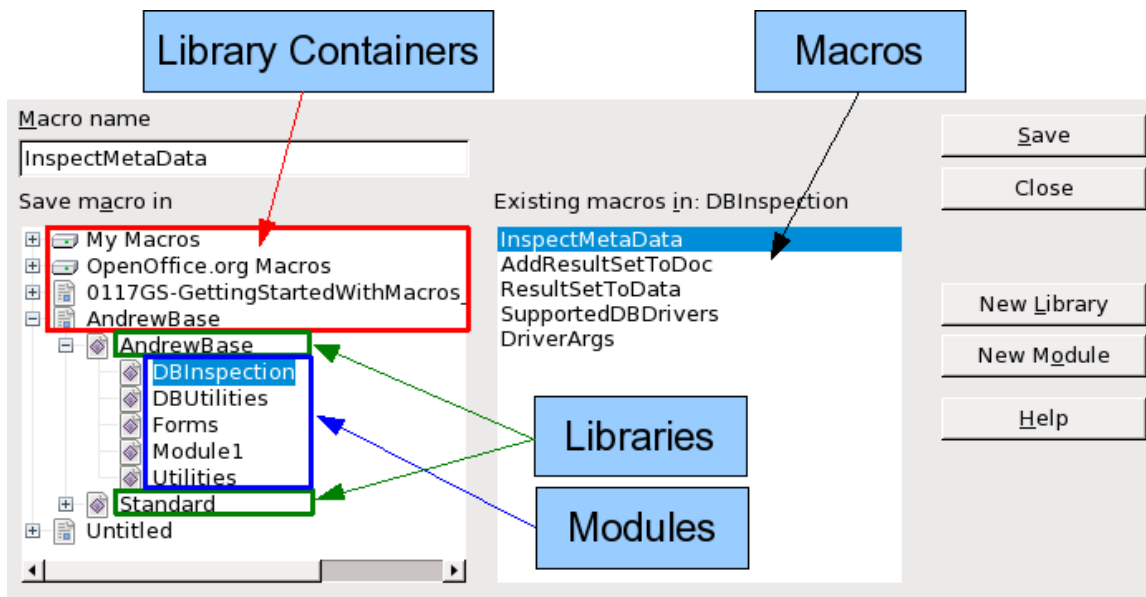 Library Containers
Macros
Macro name
InspectMetaData
Save macro in
My Macros
OpenOffice.org Macros
0117GS-GettingStartedWithMacros_
AndrewBase
AndrewBase
DBInspection
DBUtilities
Forms
Module1
Utilities
Standard
Untitled
Existing macros in: DBInspection
InspectMetaData
AddResultSetToDoc
ResultSetToData
SupportedDBDrivers
DriverArgs
Libraries
Modules
Save
Close
New Library
New Module
Help